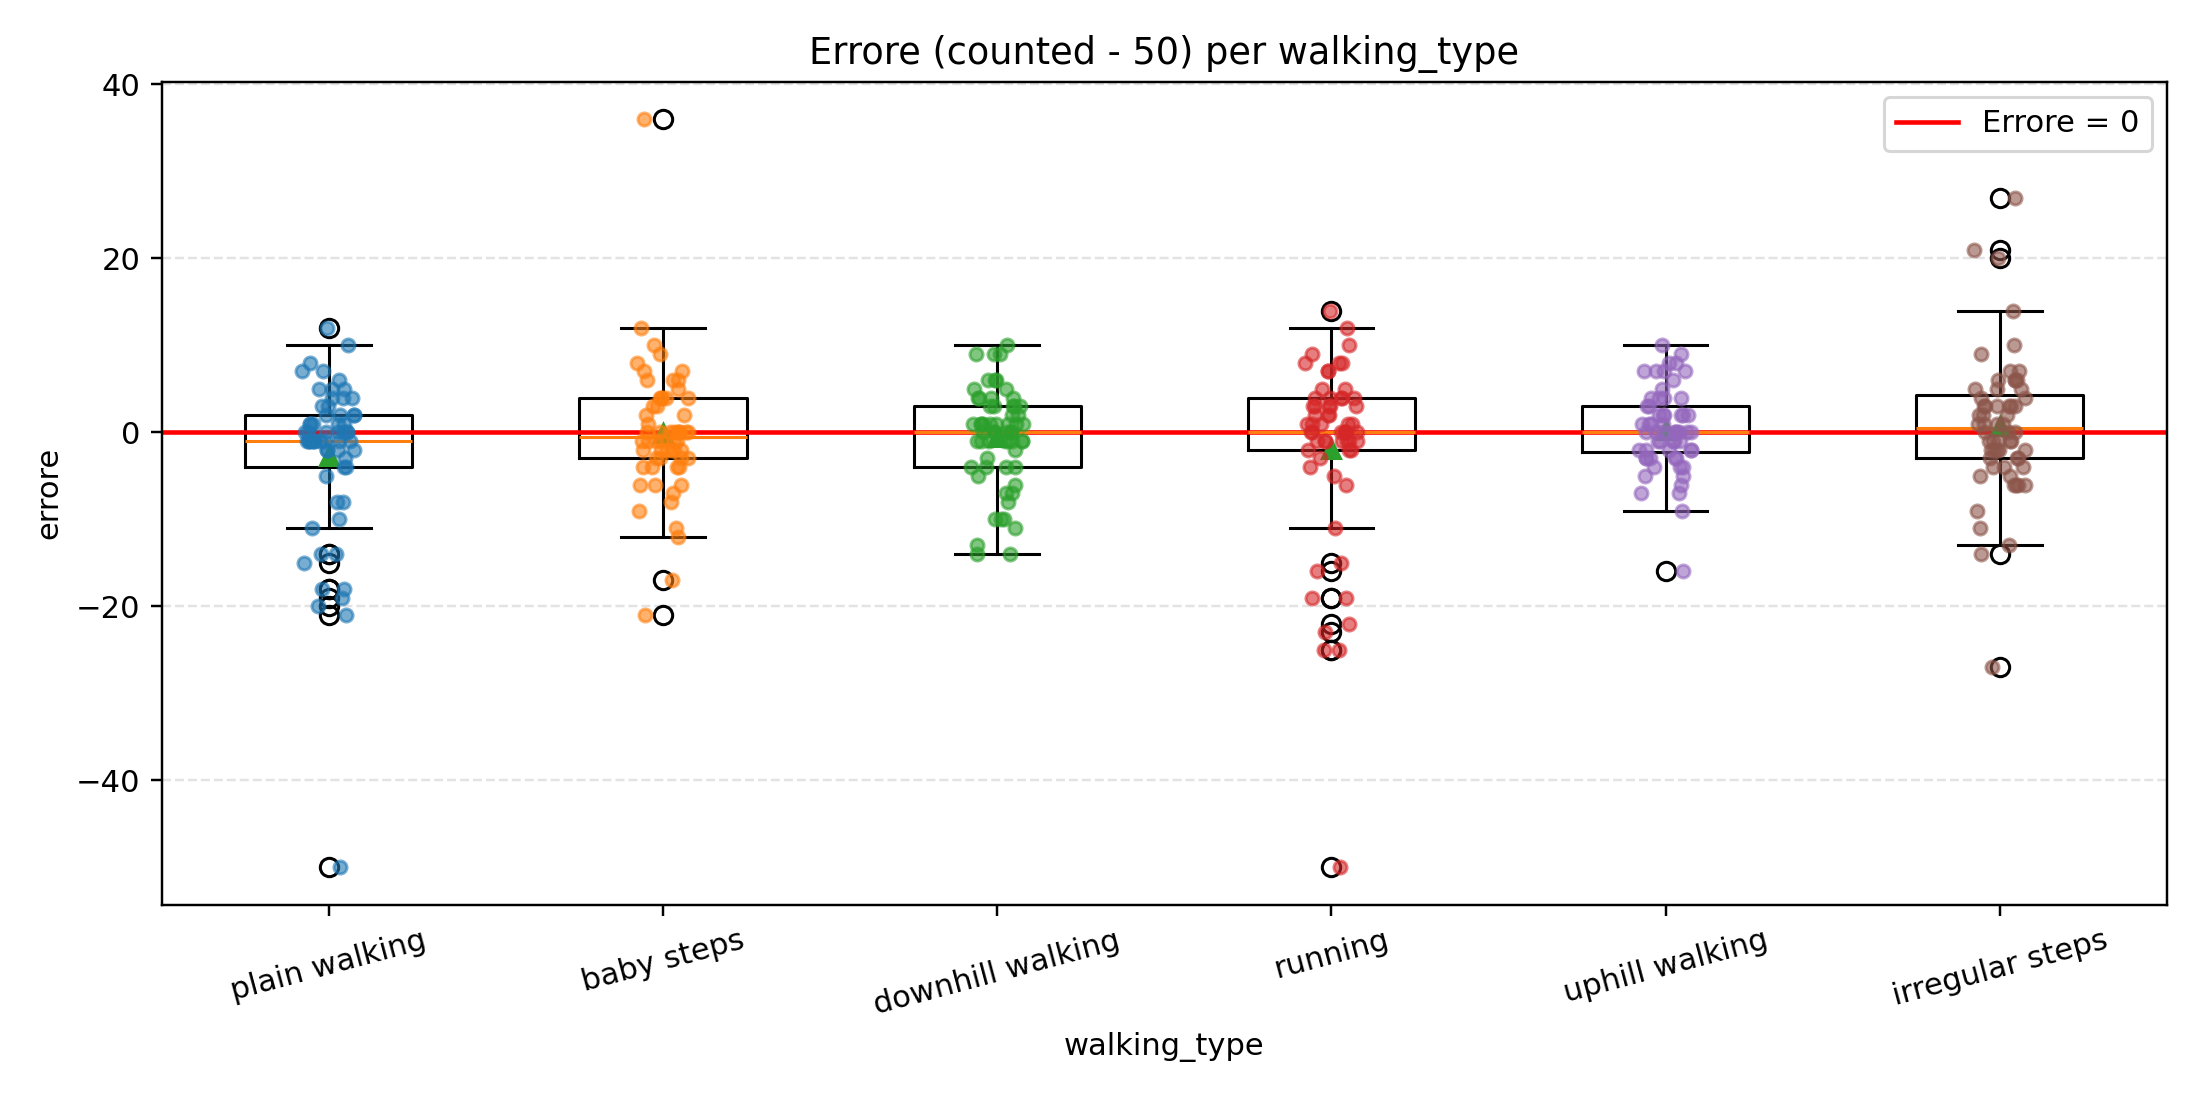 Errore (counted - 50) per walking_type
Errore = 0
40
20
0
−20
−40
errore
plain walking
baby steps
downhill walking
running
uphill walking
irregular steps
walking_type